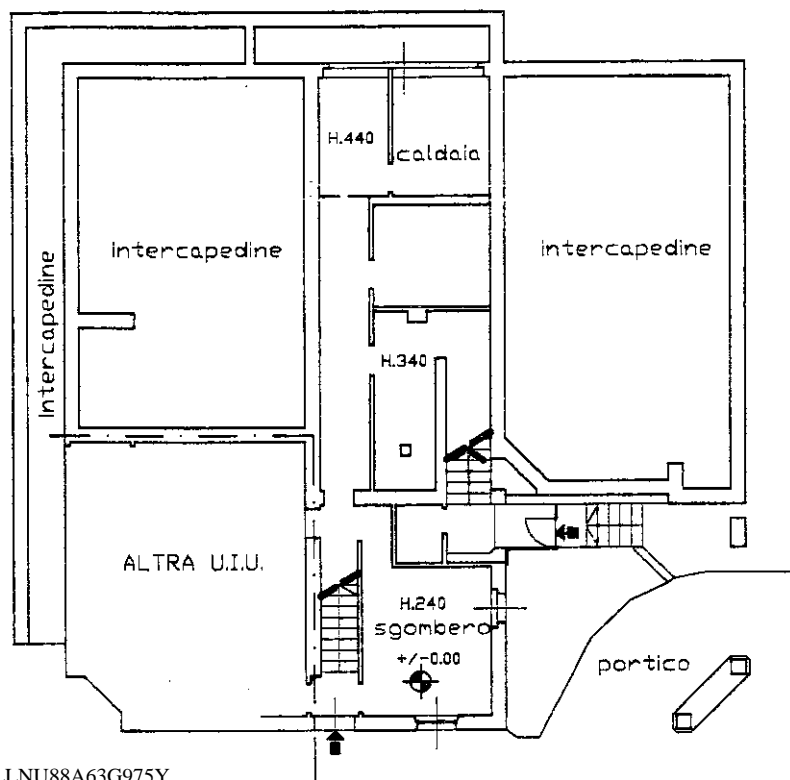 H.440
caldaia
intercapedine
intercapedine
Intercapedine
H.340
ALTRA U.I.U.
H.240
sgombero
+/-0.00
portico
LNU88A63G975Y